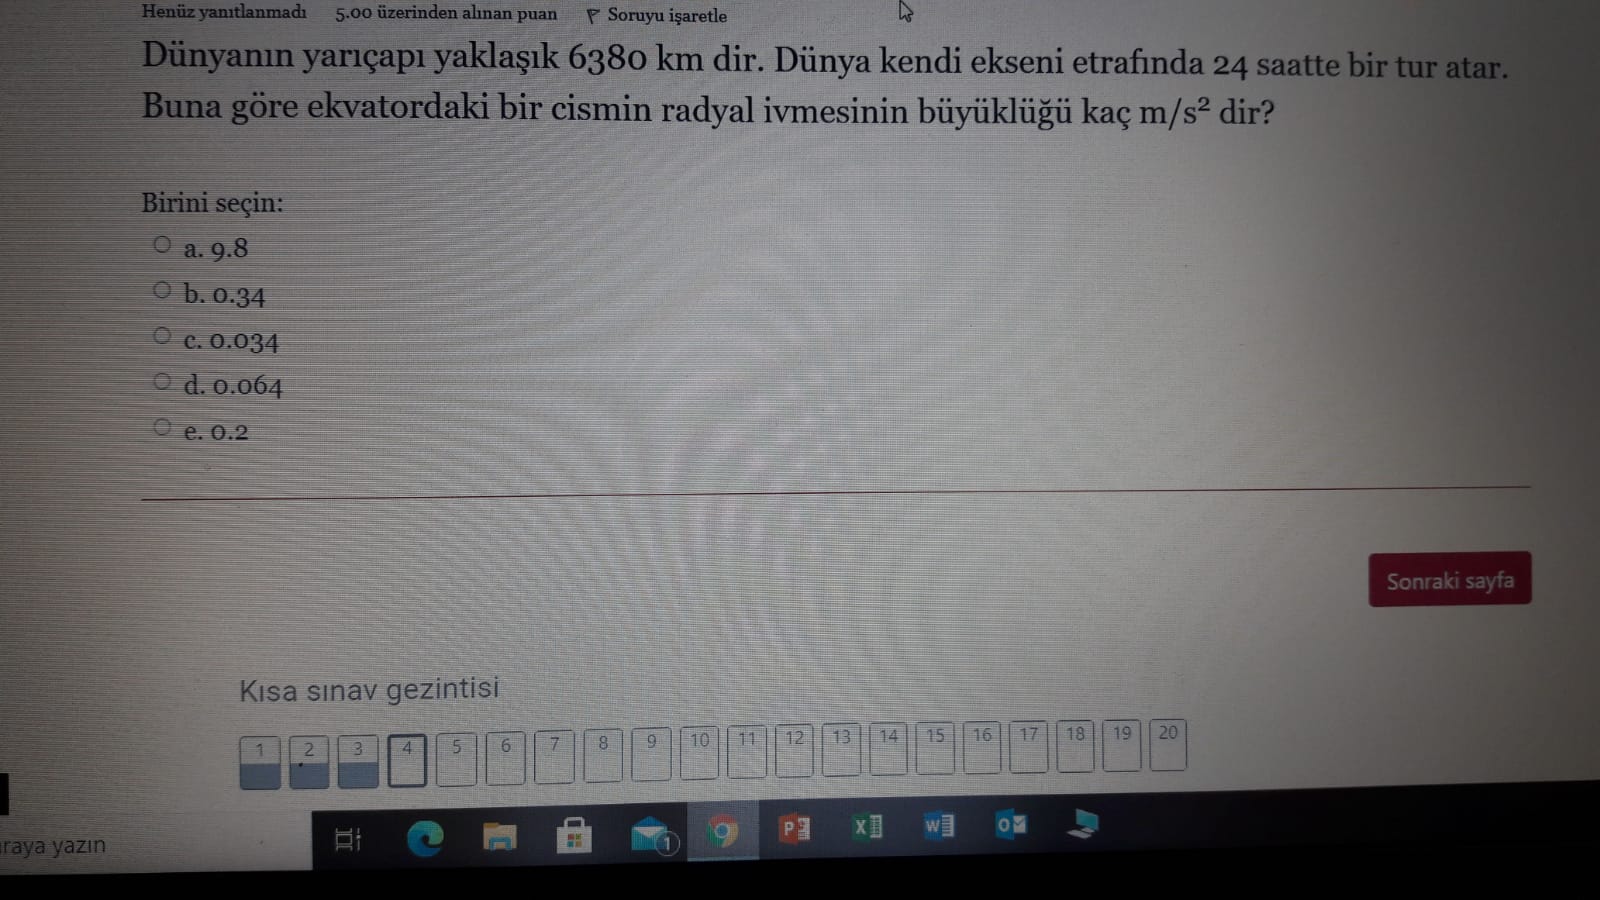 Henüz yanıtlanmadı 5.00 üzerinden alınan puan Soruyu işaretle
Dünyanın yarıçapı yaklaşık 6380 km dir. Dünya kendi ekseni etrafında 24 saatte bir tur atar.
Buna göre ekvatordaki bir cismin radyal ivmesinin büyüklüğü kaç m/s² dir?
Birini seçin:
a. 9.8
b. 0.34
c. 0.034
d. 0.064
e. 0.2
Sonraki sayfa
Kısa sınav gezintisi
1 2 3 4 5 6 7 8 9 10 11 12 13 14 15 16 17 18 19 20
raya yazın
1